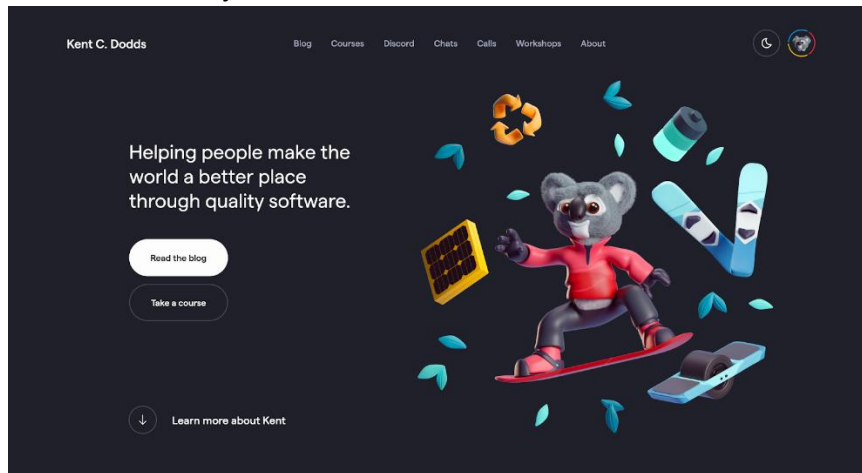 Kent C. Dodds
Blog Courses Discord Chats Calls Workshops About
Helping people make the
world a better place
through quality software.
Read the blog
Take a course
Learn more about Kent